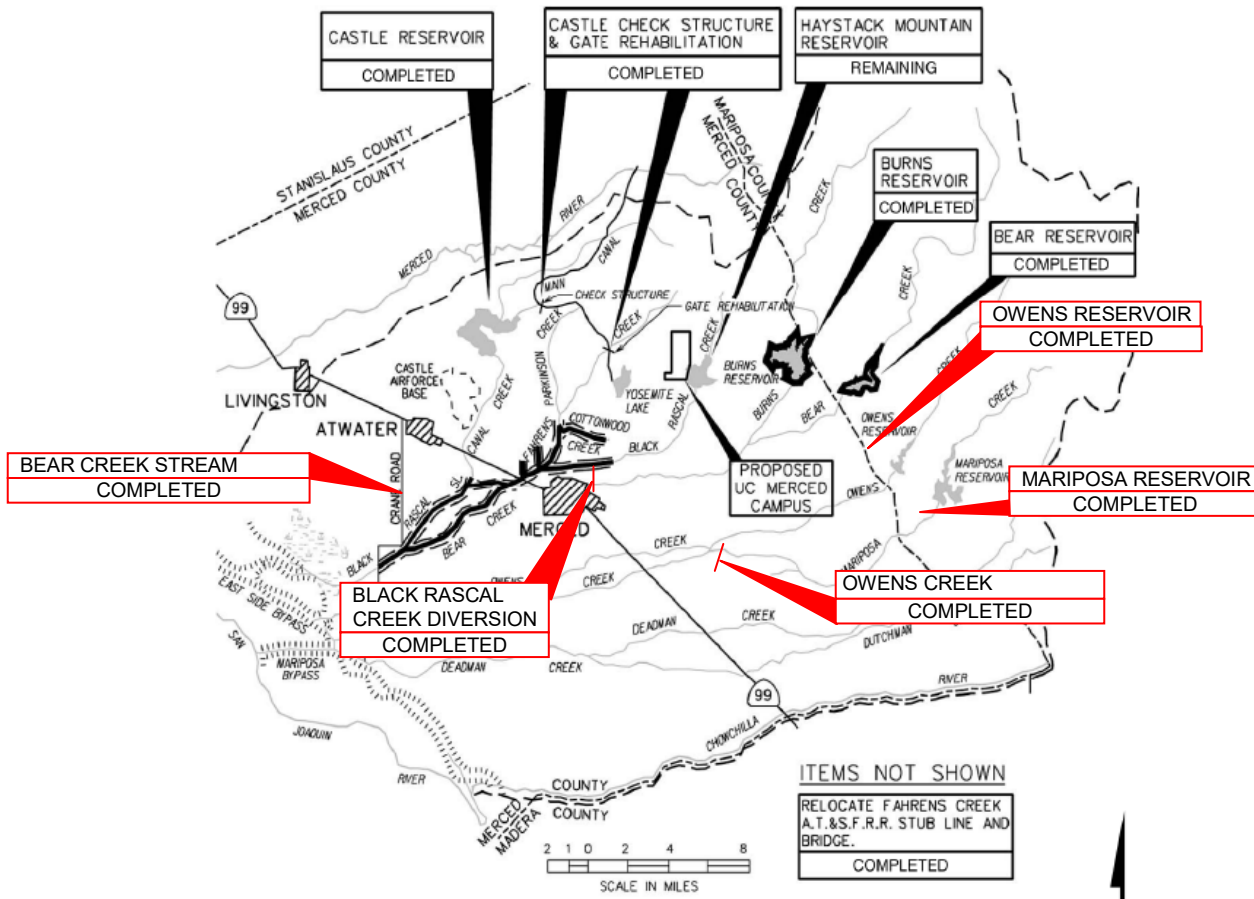 CASTLE RESERVOIR
COMPLETED
CASTLE CHECK STRUCTURE
& GATE REHABILITATION
COMPLETED
HAYSTACK MOUNTAIN
RESERVOIR
REMAINING
STANISLAUS COUNTY
MERCED COUNTY
MARIPOSA COUNTY
MERCED COUNTY
BURNS
RESERVOIR
COMPLETED
BEAR RESERVOIR
COMPLETED
OWENS RESERVOIR
COMPLETED
CREEK
CREEK
CREEK
CREEK
MERCED
RIVER
MAIN
CANAL
CHECK STRUCTURE
GATE REHABILITATION
CREEK
CREEK
CREEK
PARKINSON
99
LIVINGSTON
CASTLE
AIRFORCE
BASE
ATWATER
CANAL
CREEK
FAHRENS
COTTONWOOD
CREEK
YOSEMITE
LAKE
BLACK
RASCAL
BURNS
RESERVOIR
BURNS
BEAR
OWENS
RESERVOIR
MARIPOSA
RESERVOIR
BEAR CREEK STREAM
COMPLETED
CRANE ROAD
RASCAL
SL.
BLACK
BEAR
CREEK
MERCED
PROPOSED
UC MERCED
CAMPUS
OWENS
MARIPOSA RESERVOIR
COMPLETED
CREEK
MARIPOSA
OWENS
CREEK
BLACK RASCAL
CREEK DIVERSION
COMPLETED
OWENS CREEK
COMPLETED
EAST SIDE BYPASS
MARIPOSA
BYPASS
SAN
JOAQUIN
RIVER
DEADMAN
CREEK
DEADMAN
CREEK
DUTCHMAN
99
CHOWCHILLA
RIVER
COUNTY
COUNTY
MERCED
MADERA
2 1 0 2 4 8
SCALE IN MILES
ITEMS NOT SHOWN
RELOCATE FAHRENS CREEK
A.T.&S.F.R.R. STUB LINE AND
BRIDGE.
COMPLETED